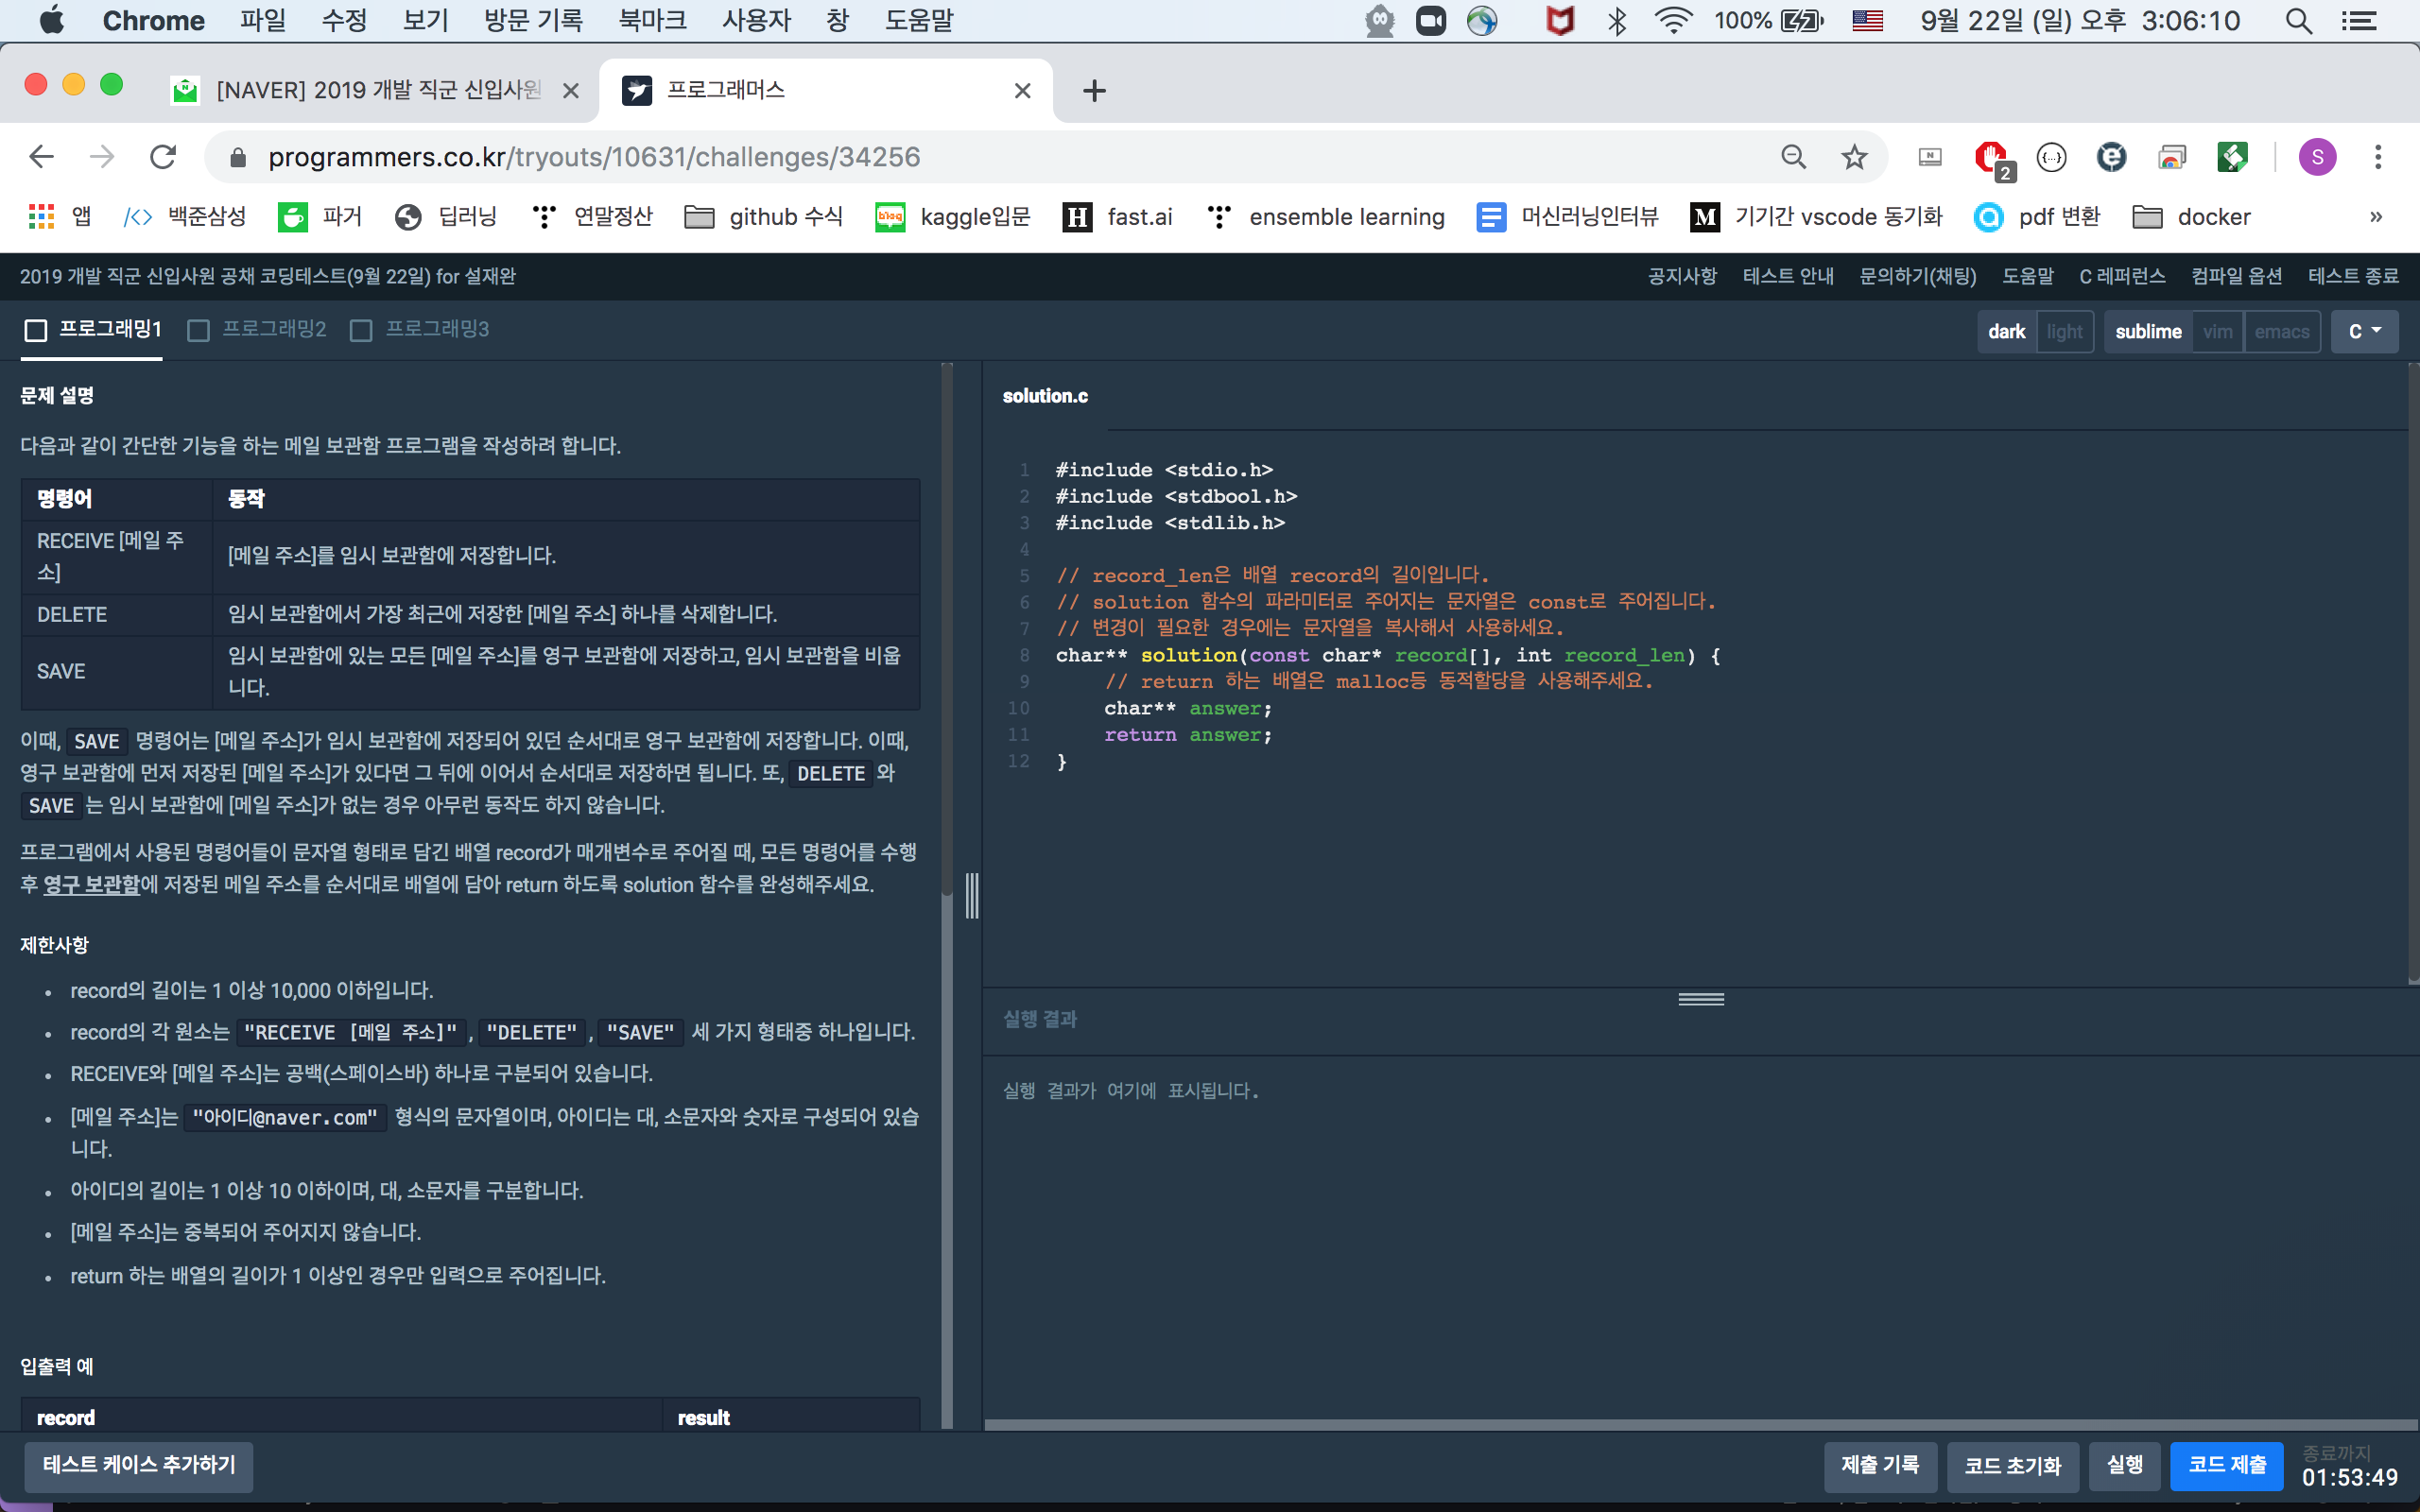 Chrome 파일 수정 보기 방문 기록 북마크 사용자 창 도움말 100% 9월 22일 (일) 오후 3:06:10
[NAVER] 2019 개발 직군 신입사원 프로그래머스
programmers.co.kr/tryouts/10631/challenges/34256 2 S
앱 백준삼성 파거 딥러닝 연말정산 github 수식 kaggle입문 fast.ai ensemble learning 머신러닝인터뷰 기기간 vscode 동기화 pdf 변환 docker »
2019 개발 직군 신입사원 공채 코딩테스트(9월 22일) for 설재완 공지사항 테스트 안내 문의하기(채팅) 도움말 C 레퍼런스 컴파일 옵션 테스트 종료
프로그래밍1 프로그래밍2 프로그래밍3 dark light sublime vim emacs C
문제 설명
다음과 같이 간단한 기능을 하는 메일 보관함 프로그램을 작성하려 합니다.
명령어 동작
RECEIVE [메일 주
소] [메일 주소]를 임시 보관함에 저장합니다.
DELETE 임시 보관함에서 가장 최근에 저장한 [메일 주소] 하나를 삭제합니다.
SAVE 임시 보관함에 있는 모든 [메일 주소]를 영구 보관함에 저장하고, 임시 보관함을 비웁
니다.
이때, SAVE 명령어는 [메일 주소]가 임시 보관함에 저장되어 있던 순서대로 영구 보관함에 저장합니다. 이때,
영구 보관함에 먼저 저장된 [메일 주소]가 있다면 그 뒤에 이어서 순서대로 저장하면 됩니다. 또, DELETE 와
SAVE 는 임시 보관함에 [메일 주소]가 없는 경우 아무런 동작도 하지 않습니다.
프로그램에서 사용된 명령어들이 문자열 형태로 담긴 배열 record가 매개변수로 주어질 때, 모든 명령어를 수행
후 영구 보관함에 저장된 메일 주소를 순서대로 배열에 담아 return 하도록 solution 함수를 완성해주세요.
제한사항
• record의 길이는 1 이상 10,000 이하입니다.
• record의 각 원소는 "RECEIVE [메일 주소]", "DELETE", "SAVE" 세 가지 형태중 하나입니다.
• RECEIVE와 [메일 주소]는 공백(스페이스바) 하나로 구분되어 있습니다.
• [메일 주소]는 "아이디@naver.com" 형식의 문자열이며, 아이디는 대, 소문자와 숫자로 구성되어 있습
니다.
• 아이디의 길이는 1 이상 10 이하이며, 대, 소문자를 구분합니다.
• [메일 주소]는 중복되어 주어지지 않습니다.
• return 하는 배열의 길이가 1 이상인 경우만 입력으로 주어집니다.
입출력 예
record result
solution.c
1 #include <stdio.h>
2 #include <stdbool.h>
3 #include <stdlib.h>
4
5 // record_len은 배열 record의 길이입니다.
6 // solution 함수의 파라미터로 주어지는 문자열은 const로 주어집니다.
7 // 변경이 필요한 경우에는 문자열을 복사해서 사용하세요.
8 char** solution(const char* record[], int record_len) {
9 // return 하는 배열은 malloc등 동적할당을 사용해주세요.
10 char** answer;
11 return answer;
12 }
실행 결과
실행 결과가 여기에 표시됩니다.
테스트 케이스 추가하기 제출 기록 코드 초기화 실행 코드 제출 종료까지
01:53:49